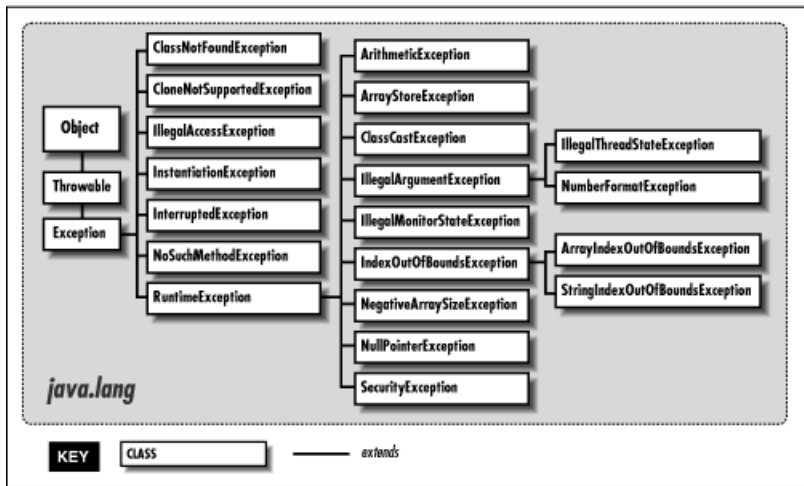 Object
Throwable
Exception
ClassNotFoundException
CloneNotSupportedException
IllegalAccessException
InstantiationException
InterruptedException
NoSuchMethodException
RuntimeException
ArithmeticException
ArrayStoreException
ClassCastException
IllegalArgumentException
IllegalMonitorStateException
IndexOutOfBoundsException
NegativeArraySizeException
NullPointerException
SecurityException
IllegalThreadStateException
NumberFormatException
ArrayIndexOutOfBoundsException
StringIndexOutOfBoundsException
java.lang
KEY
CLASS
extends